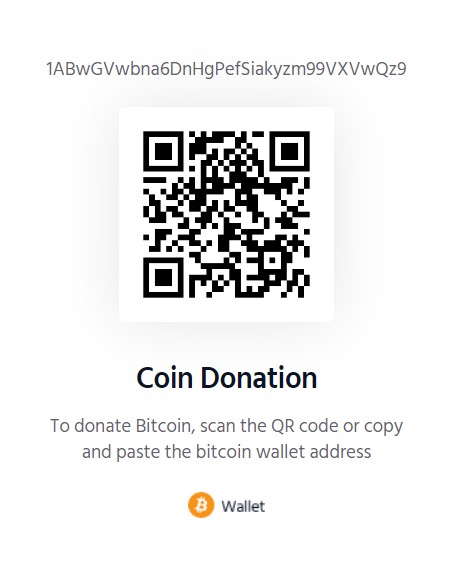 1ABwGVwbna6DnHgPefSiakyzm99VXVwQz9
Coin Donation
To donate Bitcoin, scan the QR code or copy
and paste the bitcoin wallet address
Wallet